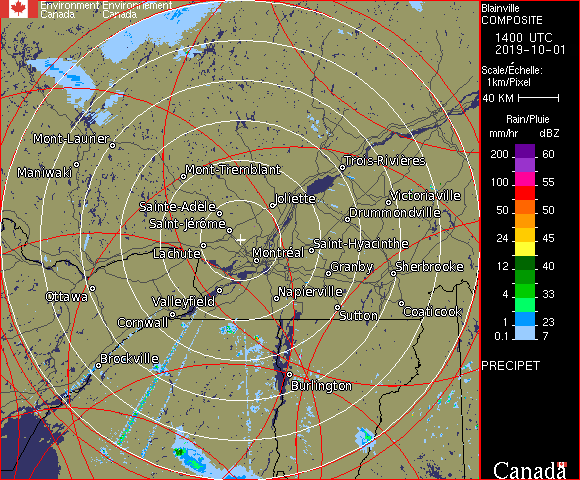 Environment Environnement
Canada Canada
Blainville
COMPOSITE
1400 UTC
2019-10-01
Scale/Échelle:
1km/Pixel
40 KM
Rain/Pluie
mm/hr dBZ
200 60
100 55
50 50
24 45
12 40
4 33
1 23
0.1 7
PRECIPET
Canada
Mont-Laurier
Maniwaki
Mont-Tremblant
Trois-Rivières
Joliette
Victoriaville
Sainte-Adèle
Drummondville
Saint-Jérôme
Saint-Hyacinthe
Lachute
Montréal
Granby
Sherbrooke
Ottawa
Valleyfield
Napierville
Cornwall
Sutton
Coaticook
Brockville
Burlington